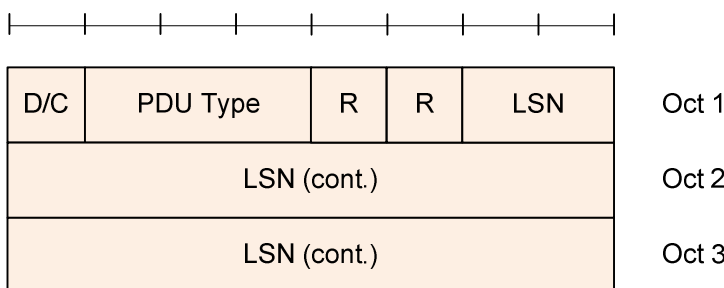 D/C PDU Type R R LSN Oct 1
LSN (cont.) Oct 2
LSN (cont.) Oct 3